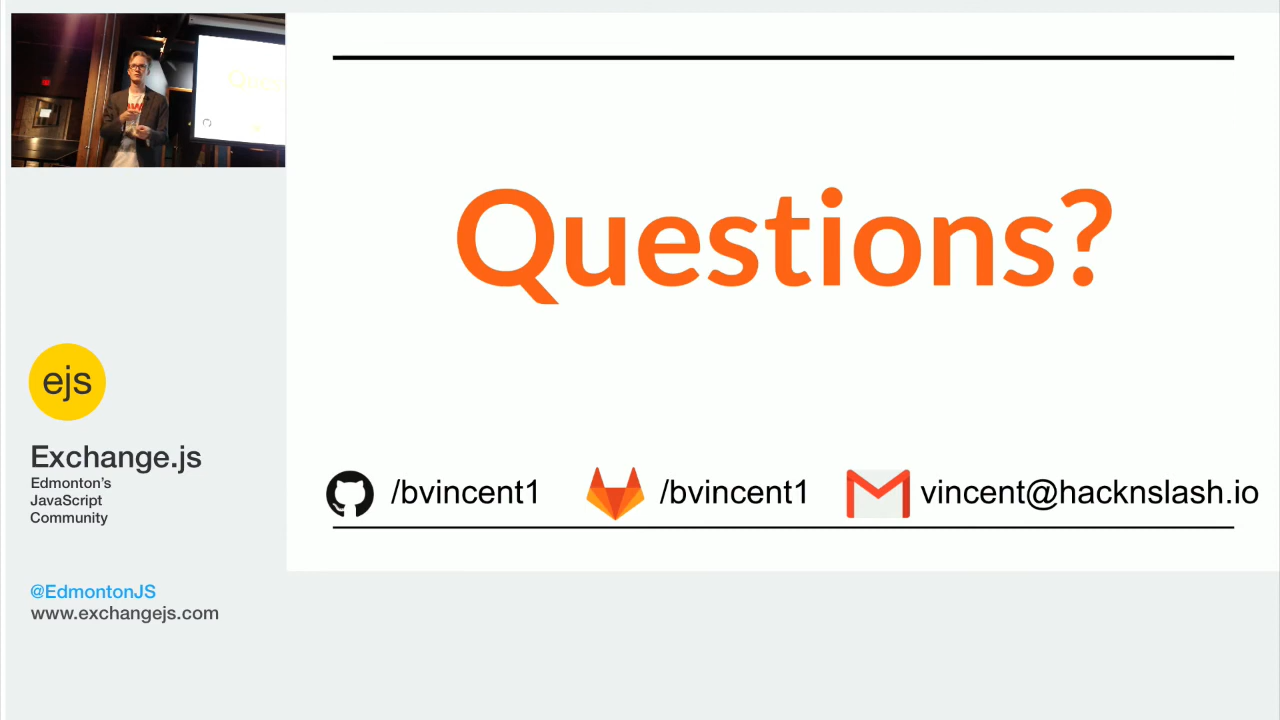 Questions?
/bvincent1
/bvincent1
vincent@hacknslash.io
ejs
Exchange.js
Edmonton's
JavaScript
Community
@EdmontonJS
www.exchangejs.com